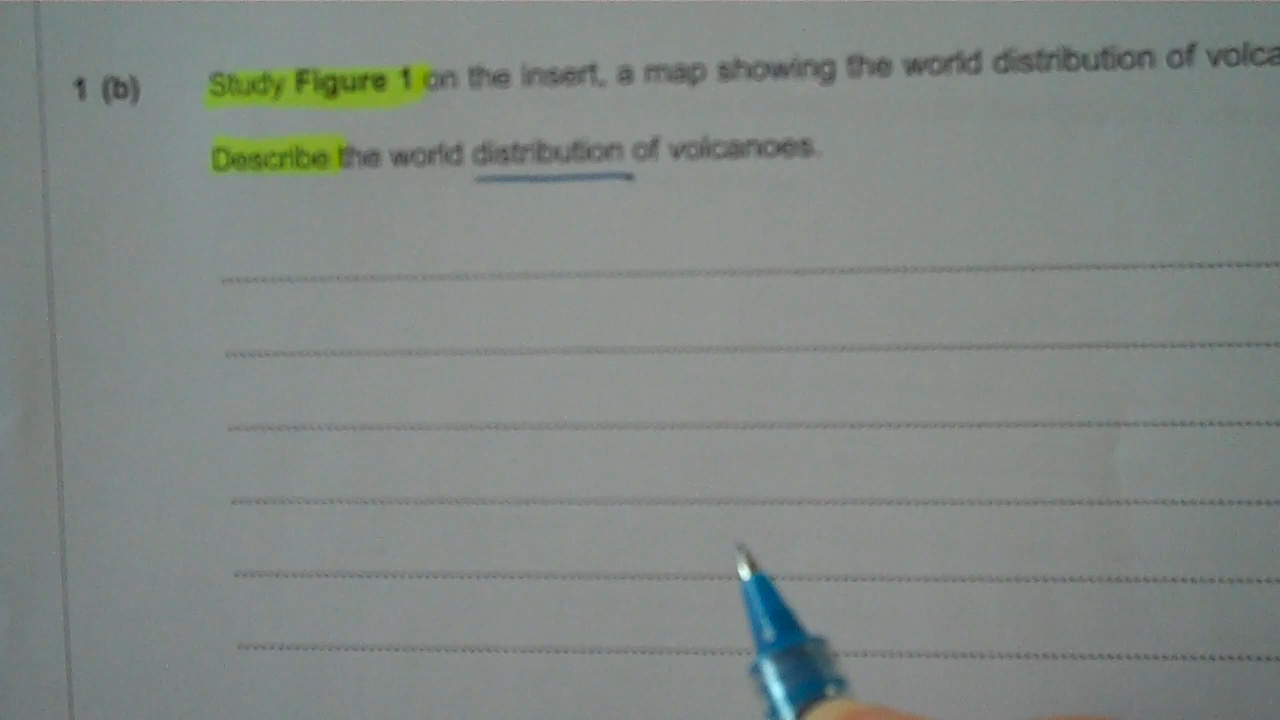 1 (b) Study Figure 1 on the insert, a map showing the world distribution of
Describe the world distribution of volcanoes.